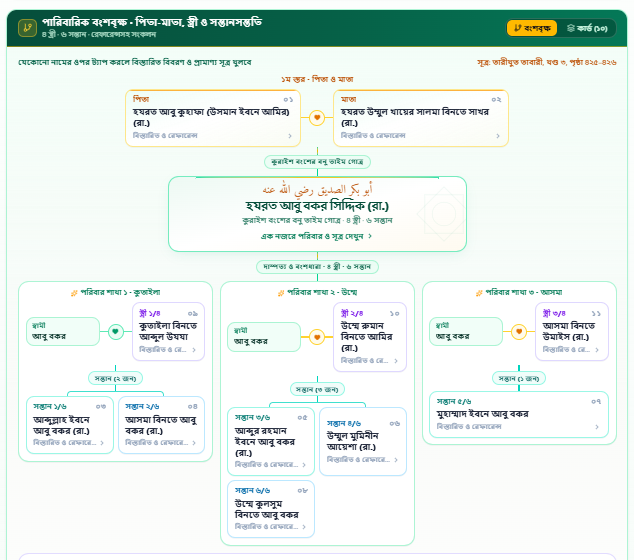 পারিবারিক বংশবৃক্ষ - পিতা-মাতা, স্ত্রী ও সন্তানসন্ততি
৪ স্ত্রী · ৬ সন্তান · রেফারেন্সসহ সংকলন
বংশবৃক্ষ
কার্ড (১০)
যেকোনো নামের ওপর ট্যাপ করলে বিস্তারিত বিবরণ ও প্রামাণ্য সূত্র খুলবে
সূত্র: তারীখুত তাবারী, খণ্ড ৩, পৃষ্ঠা ৪২৫-৪২৬
১ম স্তর - পিতা ও মাতা
পিতা ০১
হযরত আবু কুহাফা (উসমান ইবনে আমির) (রা.)
বিস্তারিত ও রেফারেন্স
মাতা ০২
হযরত উম্মুল খায়ের সালমা বিনতে সাখর (রা.)
বিস্তারিত ও রেফারেন্স
কুরাইশ বংশের বনু তাইম গোত্র
أبو بكر الصديق رضي الله عنه
হযরত আবু বকর সিদ্দিক (রা.)
কুরাইশ বংশের বনু তাইম গোত্র · ৪ স্ত্রী · ৬ সন্তান
এক নজরে পরিবার ও সূত্র দেখুন
দাম্পত্য ও বংশধারা · ৪ স্ত্রী · ৬ সন্তান
পরিবার শাখা ১ - কুতাইলা
স্বামী
আবু বকর
স্ত্রী ১/৪ ০৯
কুতাইলা বিনতে
আব্দুল উযযা
বিস্তারিত ও রে...
সন্তান (২ জন)
সন্তান ১/৬ ০৩
আব্দুল্লাহ ইবনে
আবু বকর (রা.)
বিস্তারিত ও রেফারে...
সন্তান ২/৬ ০৪
আসমা বিনতে আবু
বকর (রা.)
বিস্তারিত ও রেফারে...
পরিবার শাখা ২ - উম্মে
স্বামী
আবু বকর
স্ত্রী ২/৪ ১০
উম্মে রুমান
বিনতে আমির
(রা.)
বিস্তারিত ও রে...
সন্তান (৩ জন)
সন্তান ৩/৬ ০৫
আব্দুর রহমান
ইবনে আবু বকর
(রা.)
বিস্তারিত ও রেফারে...
সন্তান ৪/৬ ০৬
উম্মুল মুমিনীন
আয়েশা (রা.)
বিস্তারিত ও রেফারে...
সন্তান ৬/৬ ০৮
উম্মে কুলসুম
বিনতে আবু বকর
বিস্তারিত ও রেফারে...
পরিবার শাখা ৩ - আসমা
স্বামী
আবু বকর
স্ত্রী ৩/৪ ১১
আসমা বিনতে
উমাইস (রা.)
বিস্তারিত ও রে...
সন্তান (১ জন)
সন্তান ৫/৬ ০৭
মুহাম্মাদ ইবনে আবু বকর
বিস্তারিত ও রেফারেন্স